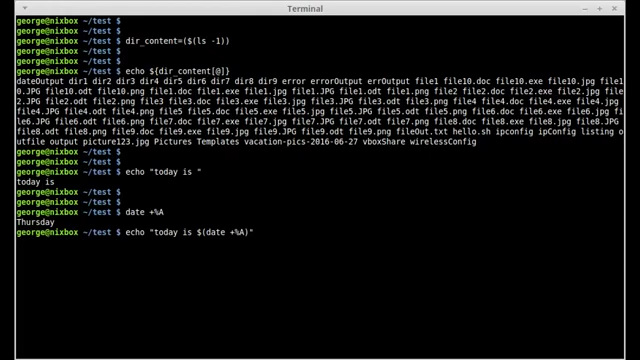 Terminal
george@nixbox ~/test $
george@nixbox ~/test $
george@nixbox ~/test $ dir_content=($(ls -1))
george@nixbox ~/test $
george@nixbox ~/test $
george@nixbox ~/test $ echo ${dir_content[@]}
dateOutput dir1 dir2 dir3 dir4 dir5 dir6 dir7 dir8 dir9 error errorOutput errOutput file1 file10.doc file10.exe file10.jpg file1
0.JPG file10.odt file10.png file1.doc file1.exe file1.jpg file1.JPG file1.odt file1.png file2 file2.doc file2.exe file2.jpg file
2.JPG file2.odt file2.png file3 file3.doc file3.exe file3.jpg file3.JPG file3.odt file3.png file4 file4.doc file4.exe file4.jpg
file4.JPG file4.odt file4.png file5 file5.doc file5.exe file5.jpg file5.JPG file5.odt file5.png file6 file6.doc file6.exe file6.jpg fi
le6.JPG file6.odt file6.png file7 file7.doc file7.exe file7.jpg file7.JPG file7.odt file7.png file8 file8.doc file8.exe file8.JPG
file8.odt file8.png file9.doc file9.exe file9.jpg file9.JPG file9.odt file9.png fileOut.txt hello.sh ipconfig ipConfig listing o
utfile output picture123.jpg Pictures Templates vacation-pics-2016-06-27 vboxShare wirelessConfig
george@nixbox ~/test $
george@nixbox ~/test $
george@nixbox ~/test $ echo "today is "
today is
george@nixbox ~/test $
george@nixbox ~/test $
george@nixbox ~/test $ date +%A
Thursday
george@nixbox ~/test $ echo "today is $(date +%A)"